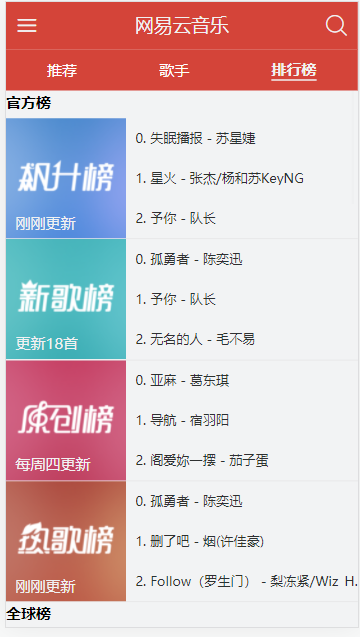 网易云音乐
推荐 歌手 排行榜
官方榜
飙升榜
刚刚更新
0. 失眠播报 - 苏星婕
1. 星火 - 张杰/杨和苏KeyNG
2. 予你 - 队长
新歌榜
更新18首
0. 孤勇者 - 陈奕迅
1. 予你 - 队长
2. 无名的人 - 毛不易
原创榜
每周四更新
0. 亚麻 - 葛东琪
1. 导航 - 宿羽阳
2. 阁爱妳一摆 - 茄子蛋
热歌榜
刚刚更新
0. 孤勇者 - 陈奕迅
1. 删了吧 - 烟(许佳豪)
2. Follow（罗生门） - 梨冻紧/Wiz_H.
全球榜